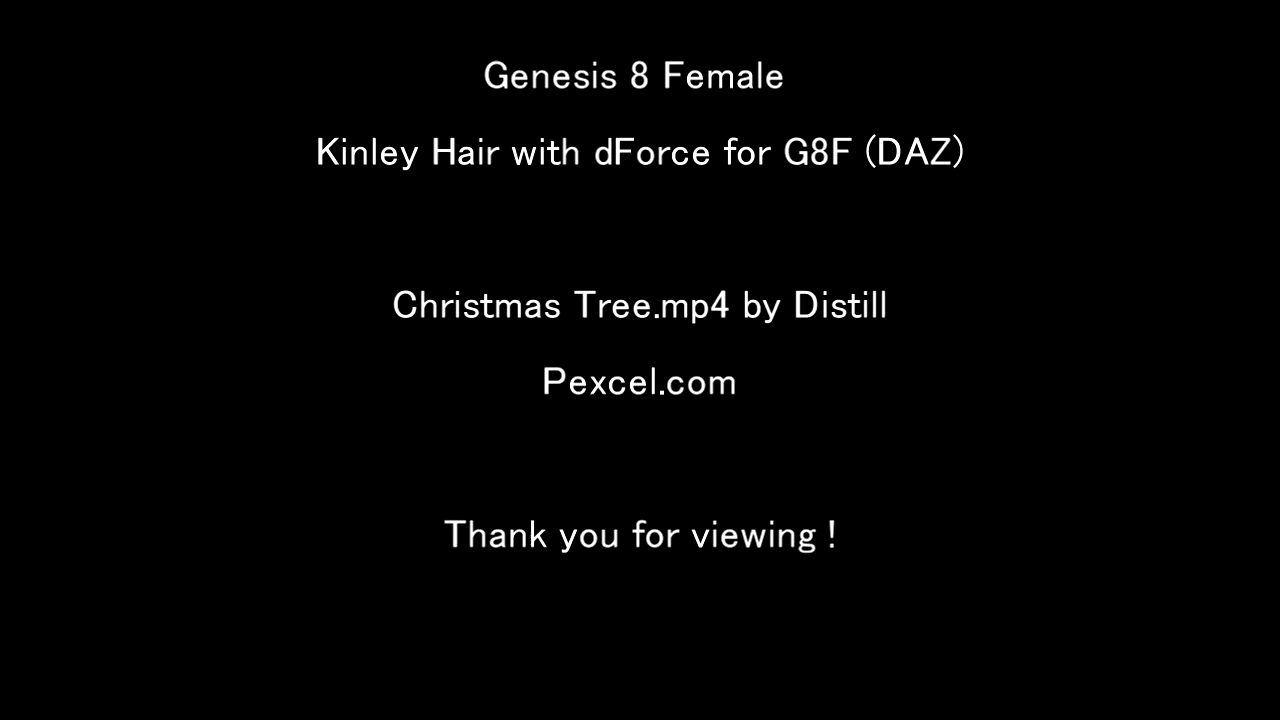 Genesis 8 Female
Kinley Hair with dForce for G8F (DAZ)
Christmas Tree.mp4 by Distill
Pexcel.com
Thank you for viewing !